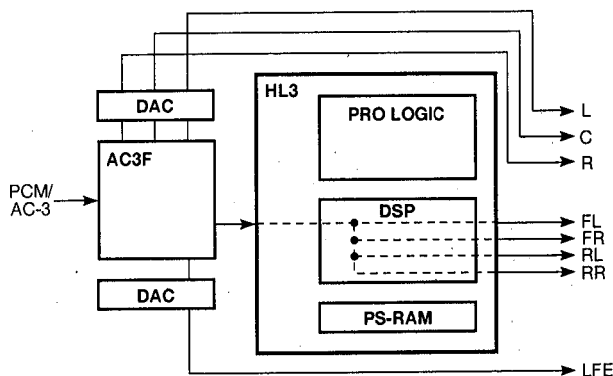 DAC
HL3
PRO LOGIC
L
C
R
AC3F
PCM/
AC-3
DSP
FL
FR
RL
RR
DAC
PS-RAM
LFE